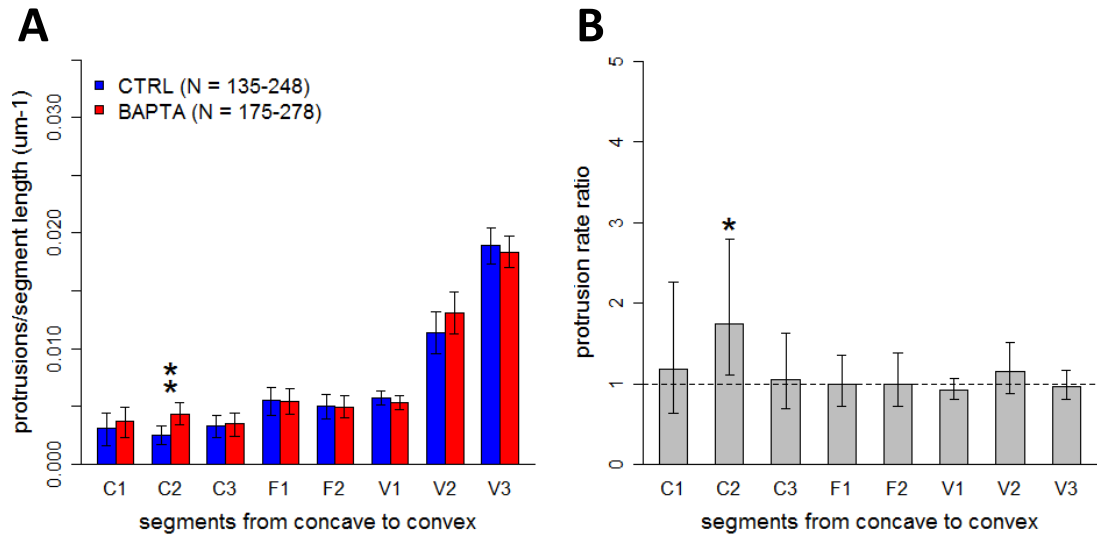 A
CTRL (N = 135-248)
BAPTA (N = 175-278)
protrusions/segment length (um-1)
0.030
0.020
0.010
0.000
**
C1 C2 C3 F1 F2 V1 V2 V3
segments from concave to convex
B
protrusion rate ratio
5
4
3
2
1
0
*
C1 C2 C3 F1 F2 V1 V2 V3
segments from concave to convex